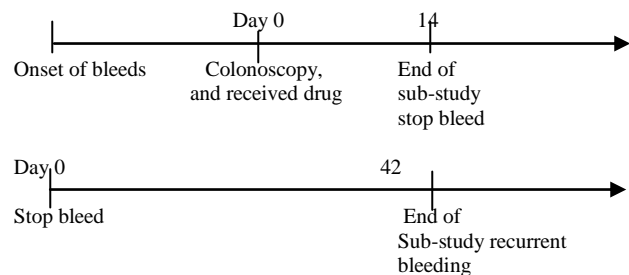 Day 0 14
Onset of bleeds Colonoscopy, End of
and received drug sub-study
stop bleed
Day 0 42
Stop bleed End of
Sub-study recurrent
bleeding